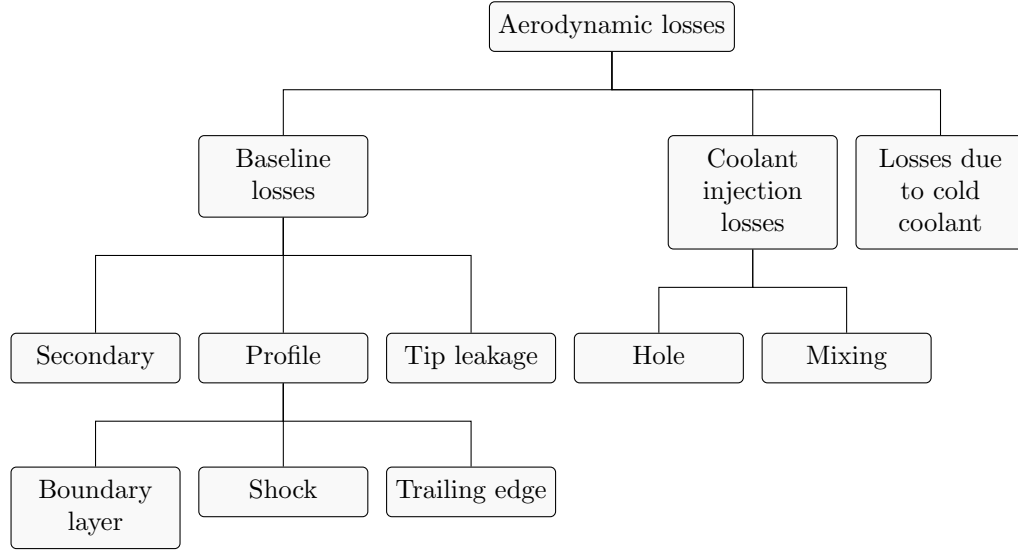 Aerodynamic losses
Baseline
losses
Coolant
injection
losses
Losses due
to cold
coolant
Secondary
Profile
Tip leakage
Hole
Mixing
Boundary
layer
Shock
Trailing edge